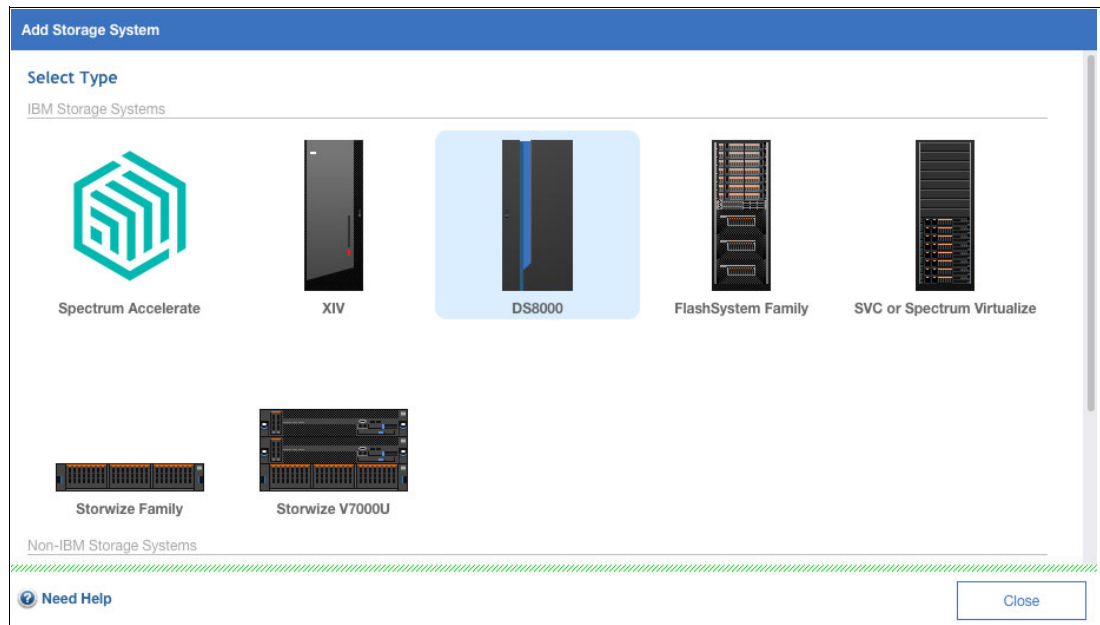 Add Storage System
Select Type
IBM Storage Systems
Spectrum Accelerate
XIV
DS8000
FlashSystem Family
SVC or Spectrum Virtualize
Storwize Family
Storwize V7000U
Non-IBM Storage Systems
Need Help
Close